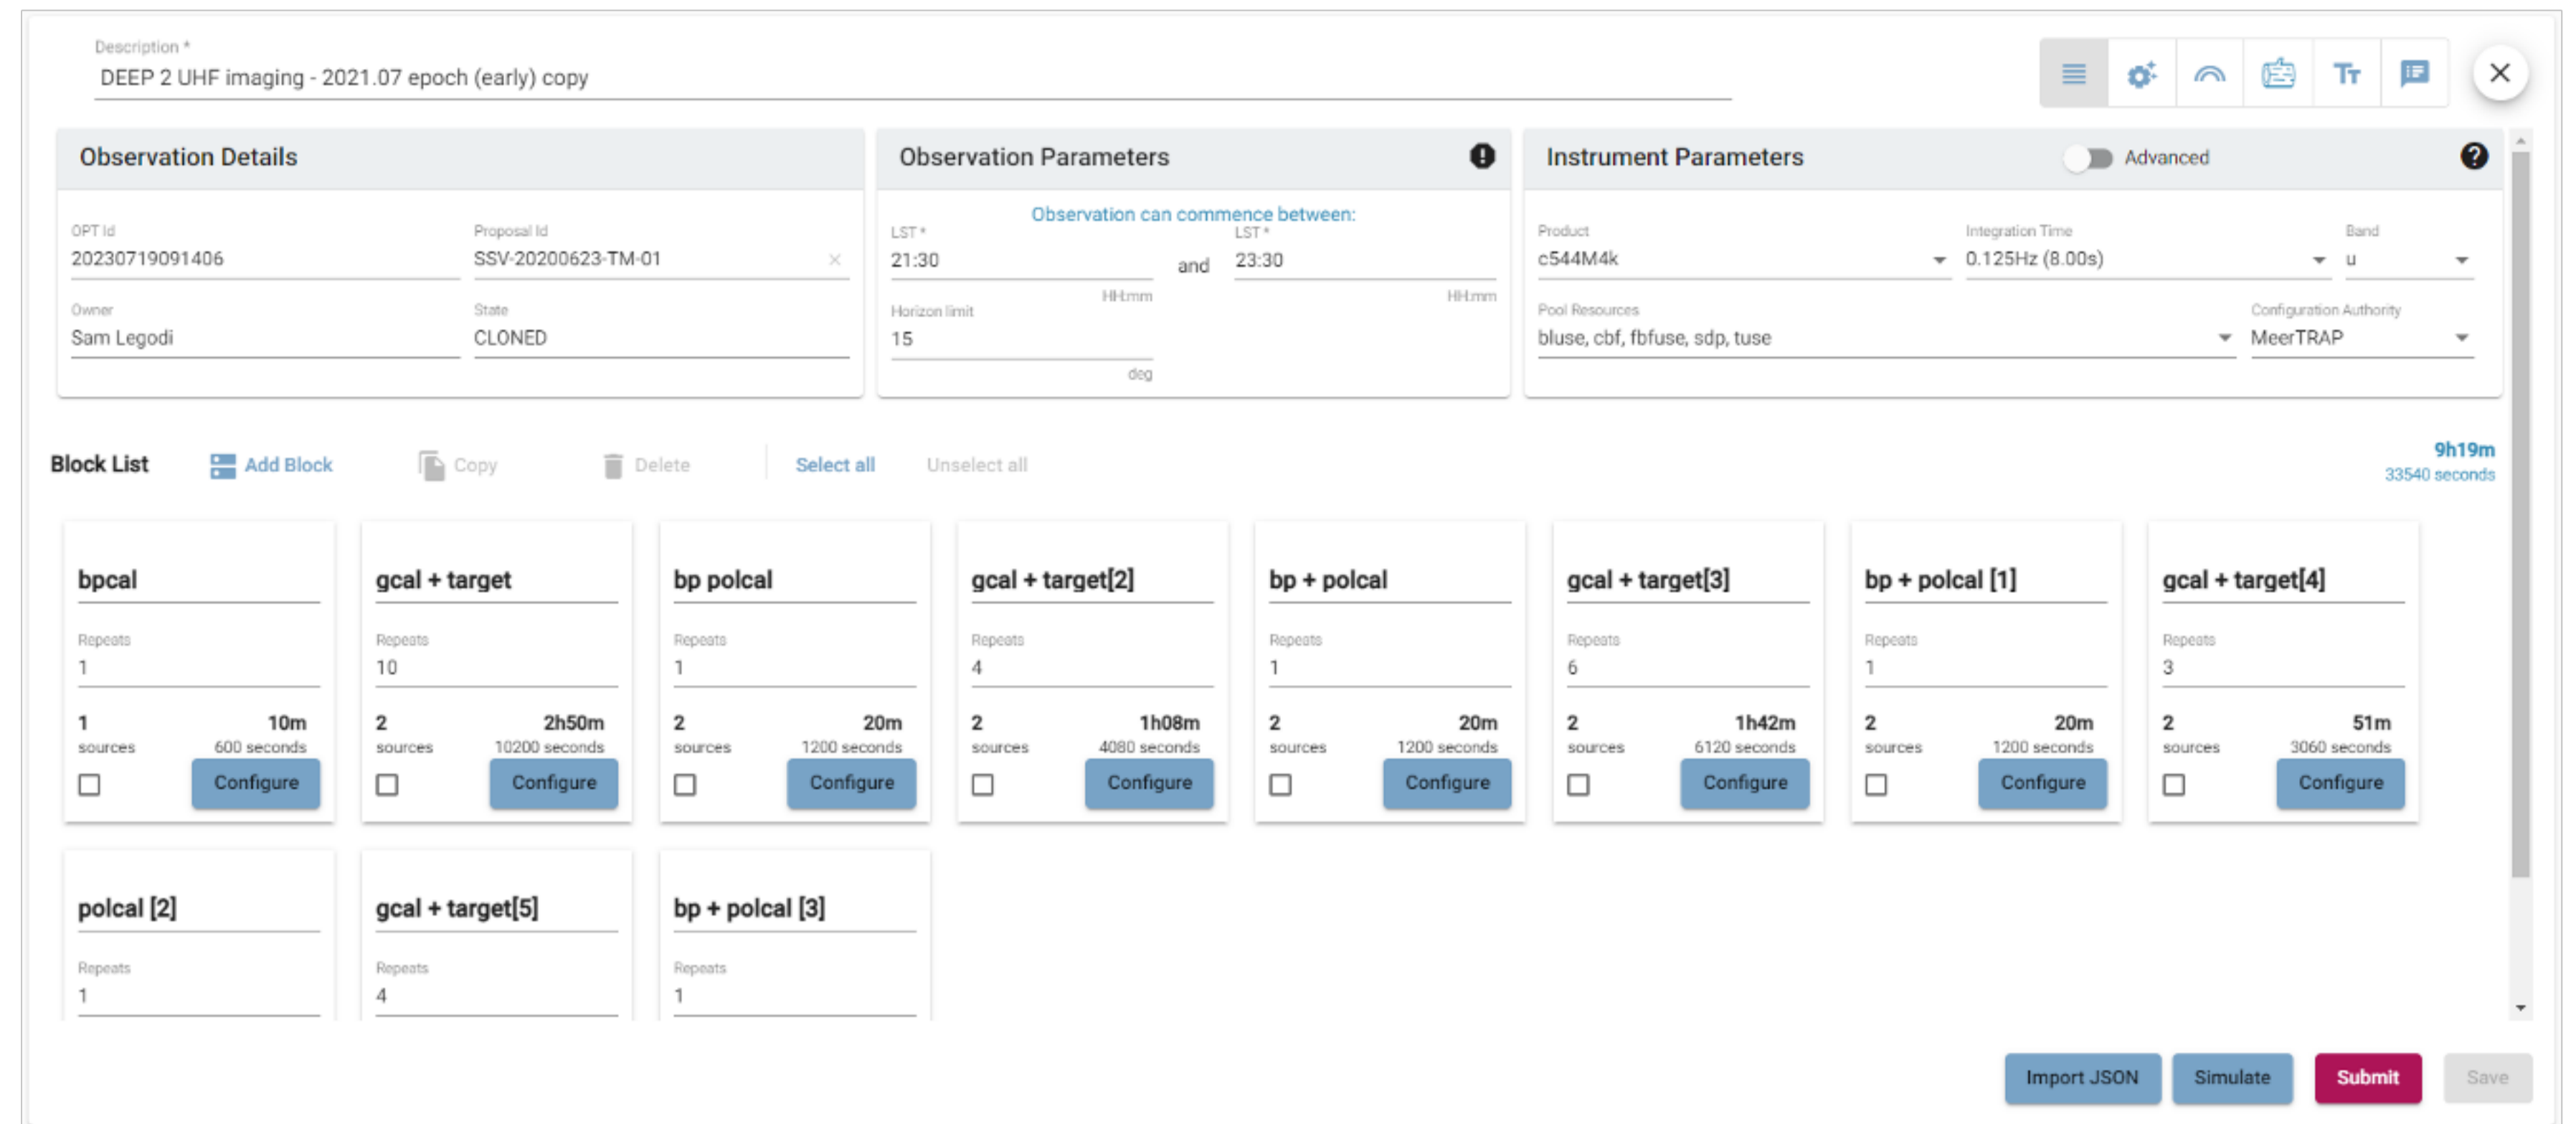 Description *
DEEP 2 UHF imaging - 2021.07 epoch (early) copy
Observation Details
OPT Id
20230719091406
Proposal Id
SSV-20200623-TM-01
Owner
Sam Legodi
State
CLONED
Observation Parameters
Observation can commence between:
LST *
21:30
HH:mm
and
LST *
23:30
HH:mm
Horizon limit
15
deg
Instrument Parameters
Advanced
Product
c544M4k
Integration Time
0.125Hz (8.00s)
Band
u
Pool Resources
bluse, cbf, fbfuse, sdp, tuse
Configuration Authority
MeerTRAP
Block List
Add Block
Copy
Delete
Select all
Unselect all
9h19m
33540 seconds
bpcal
Repeats
1
1 10m
sources 600 seconds
Configure
gcal + target
Repeats
10
2 2h50m
sources 10200 seconds
Configure
bp polcal
Repeats
1
2 20m
sources 1200 seconds
Configure
gcal + target[2]
Repeats
4
2 1h08m
sources 4080 seconds
Configure
bp + polcal
Repeats
1
2 20m
sources 1200 seconds
Configure
gcal + target[3]
Repeats
6
2 1h42m
sources 6120 seconds
Configure
bp + polcal [1]
Repeats
1
2 20m
sources 1200 seconds
Configure
gcal + target[4]
Repeats
3
2 51m
sources 3060 seconds
Configure
polcal [2]
Repeats
1
gcal + target[5]
Repeats
4
bp + polcal [3]
Repeats
1
Import JSON
Simulate
Submit
Save